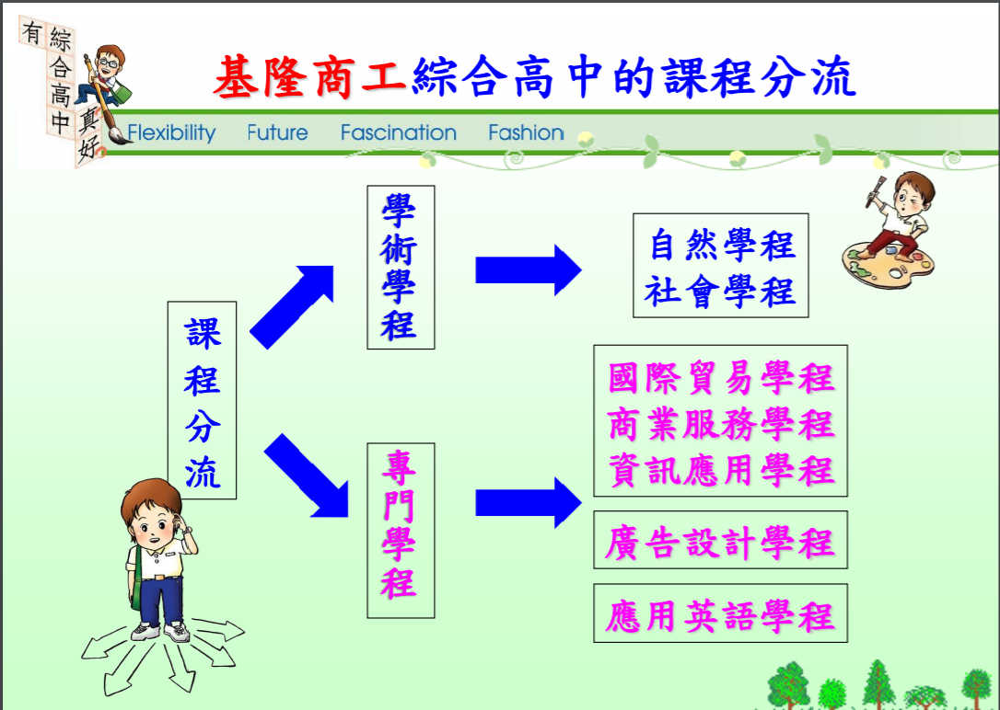 有綜合高中真好
基隆商工綜合高中的課程分流
Flexibility Future Fascination Fashion
課程分流
學術學程
自然學程
社會學程
專門學程
國際貿易學程
商業服務學程
資訊應用學程
廣告設計學程
應用英語學程